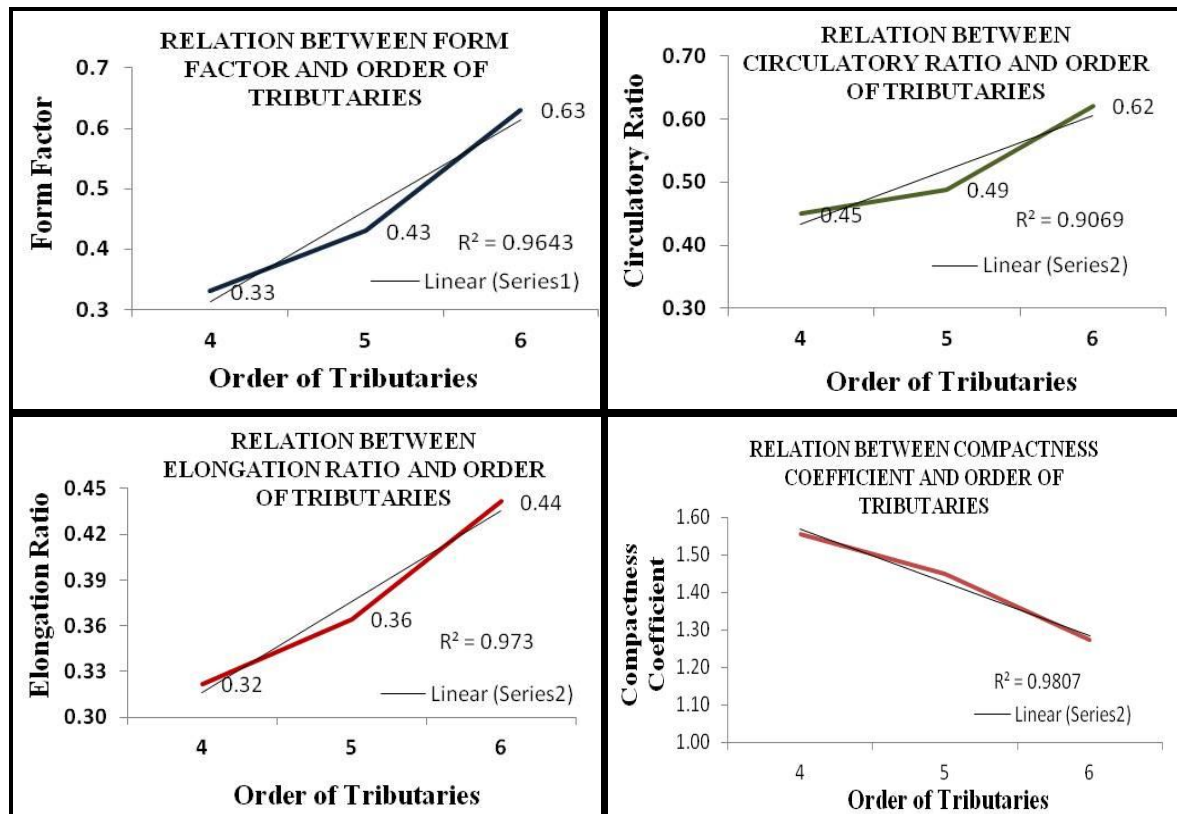 RELATION BETWEEN FORM
FACTOR AND ORDER OF
TRIBUTARIES
Form Factor
0.7
0.6
0.5
0.4
0.3
0.63
0.43
0.33
R² = 0.9643
Linear (Series1)
4 5 6
Order of Tributaries
RELATION BETWEEN
CIRCULATORY RATIO AND ORDER
OF TRIBUTARIES
Circulatory Ratio
0.70
0.60
0.50
0.40
0.30
0.62
0.49
0.45
R² = 0.9069
Linear (Series2)
4 5 6
Order of Tributaries
RELATION BETWEEN
ELONGATION RATIO AND ORDER
OF TRIBUTARIES
Elongation Ratio
0.45
0.42
0.39
0.36
0.33
0.30
0.44
0.36
0.32
R² = 0.973
Linear (Series2)
4 5 6
Order of Tributaries
RELATION BETWEEN COMPACTNESS
COEFFICIENT AND ORDER OF
TRIBUTARIES
Compactness
Coefficient
1.60
1.50
1.40
1.30
1.20
1.10
1.00
R² = 0.9807
Linear (Series2)
4 5 6
Order of Tributaries